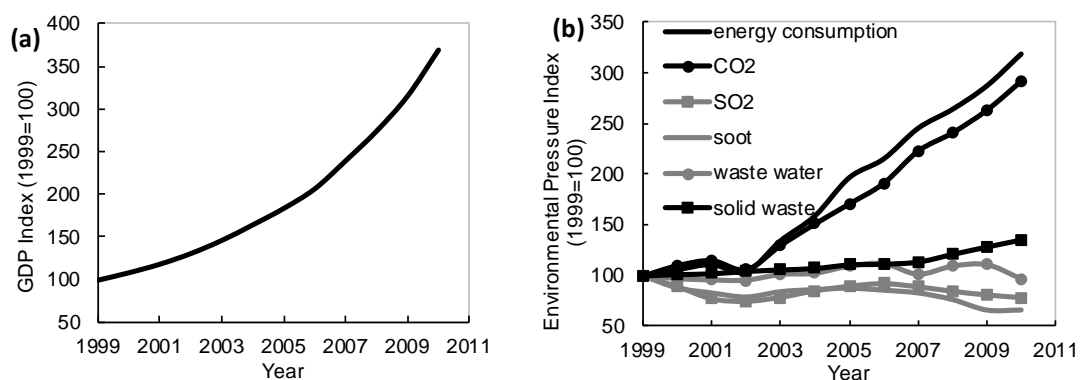 (a)
GDP Index (1999=100)
400
350
300
250
200
150
100
50
1999 2001 2003 2005 2007 2009 2011
Year
(b)
Environmental Pressure Index
(1999=100)
350
300
250
200
150
100
50
energy consumption
CO2
SO2
soot
waste water
solid waste
1999 2001 2003 2005 2007 2009 2011
Year